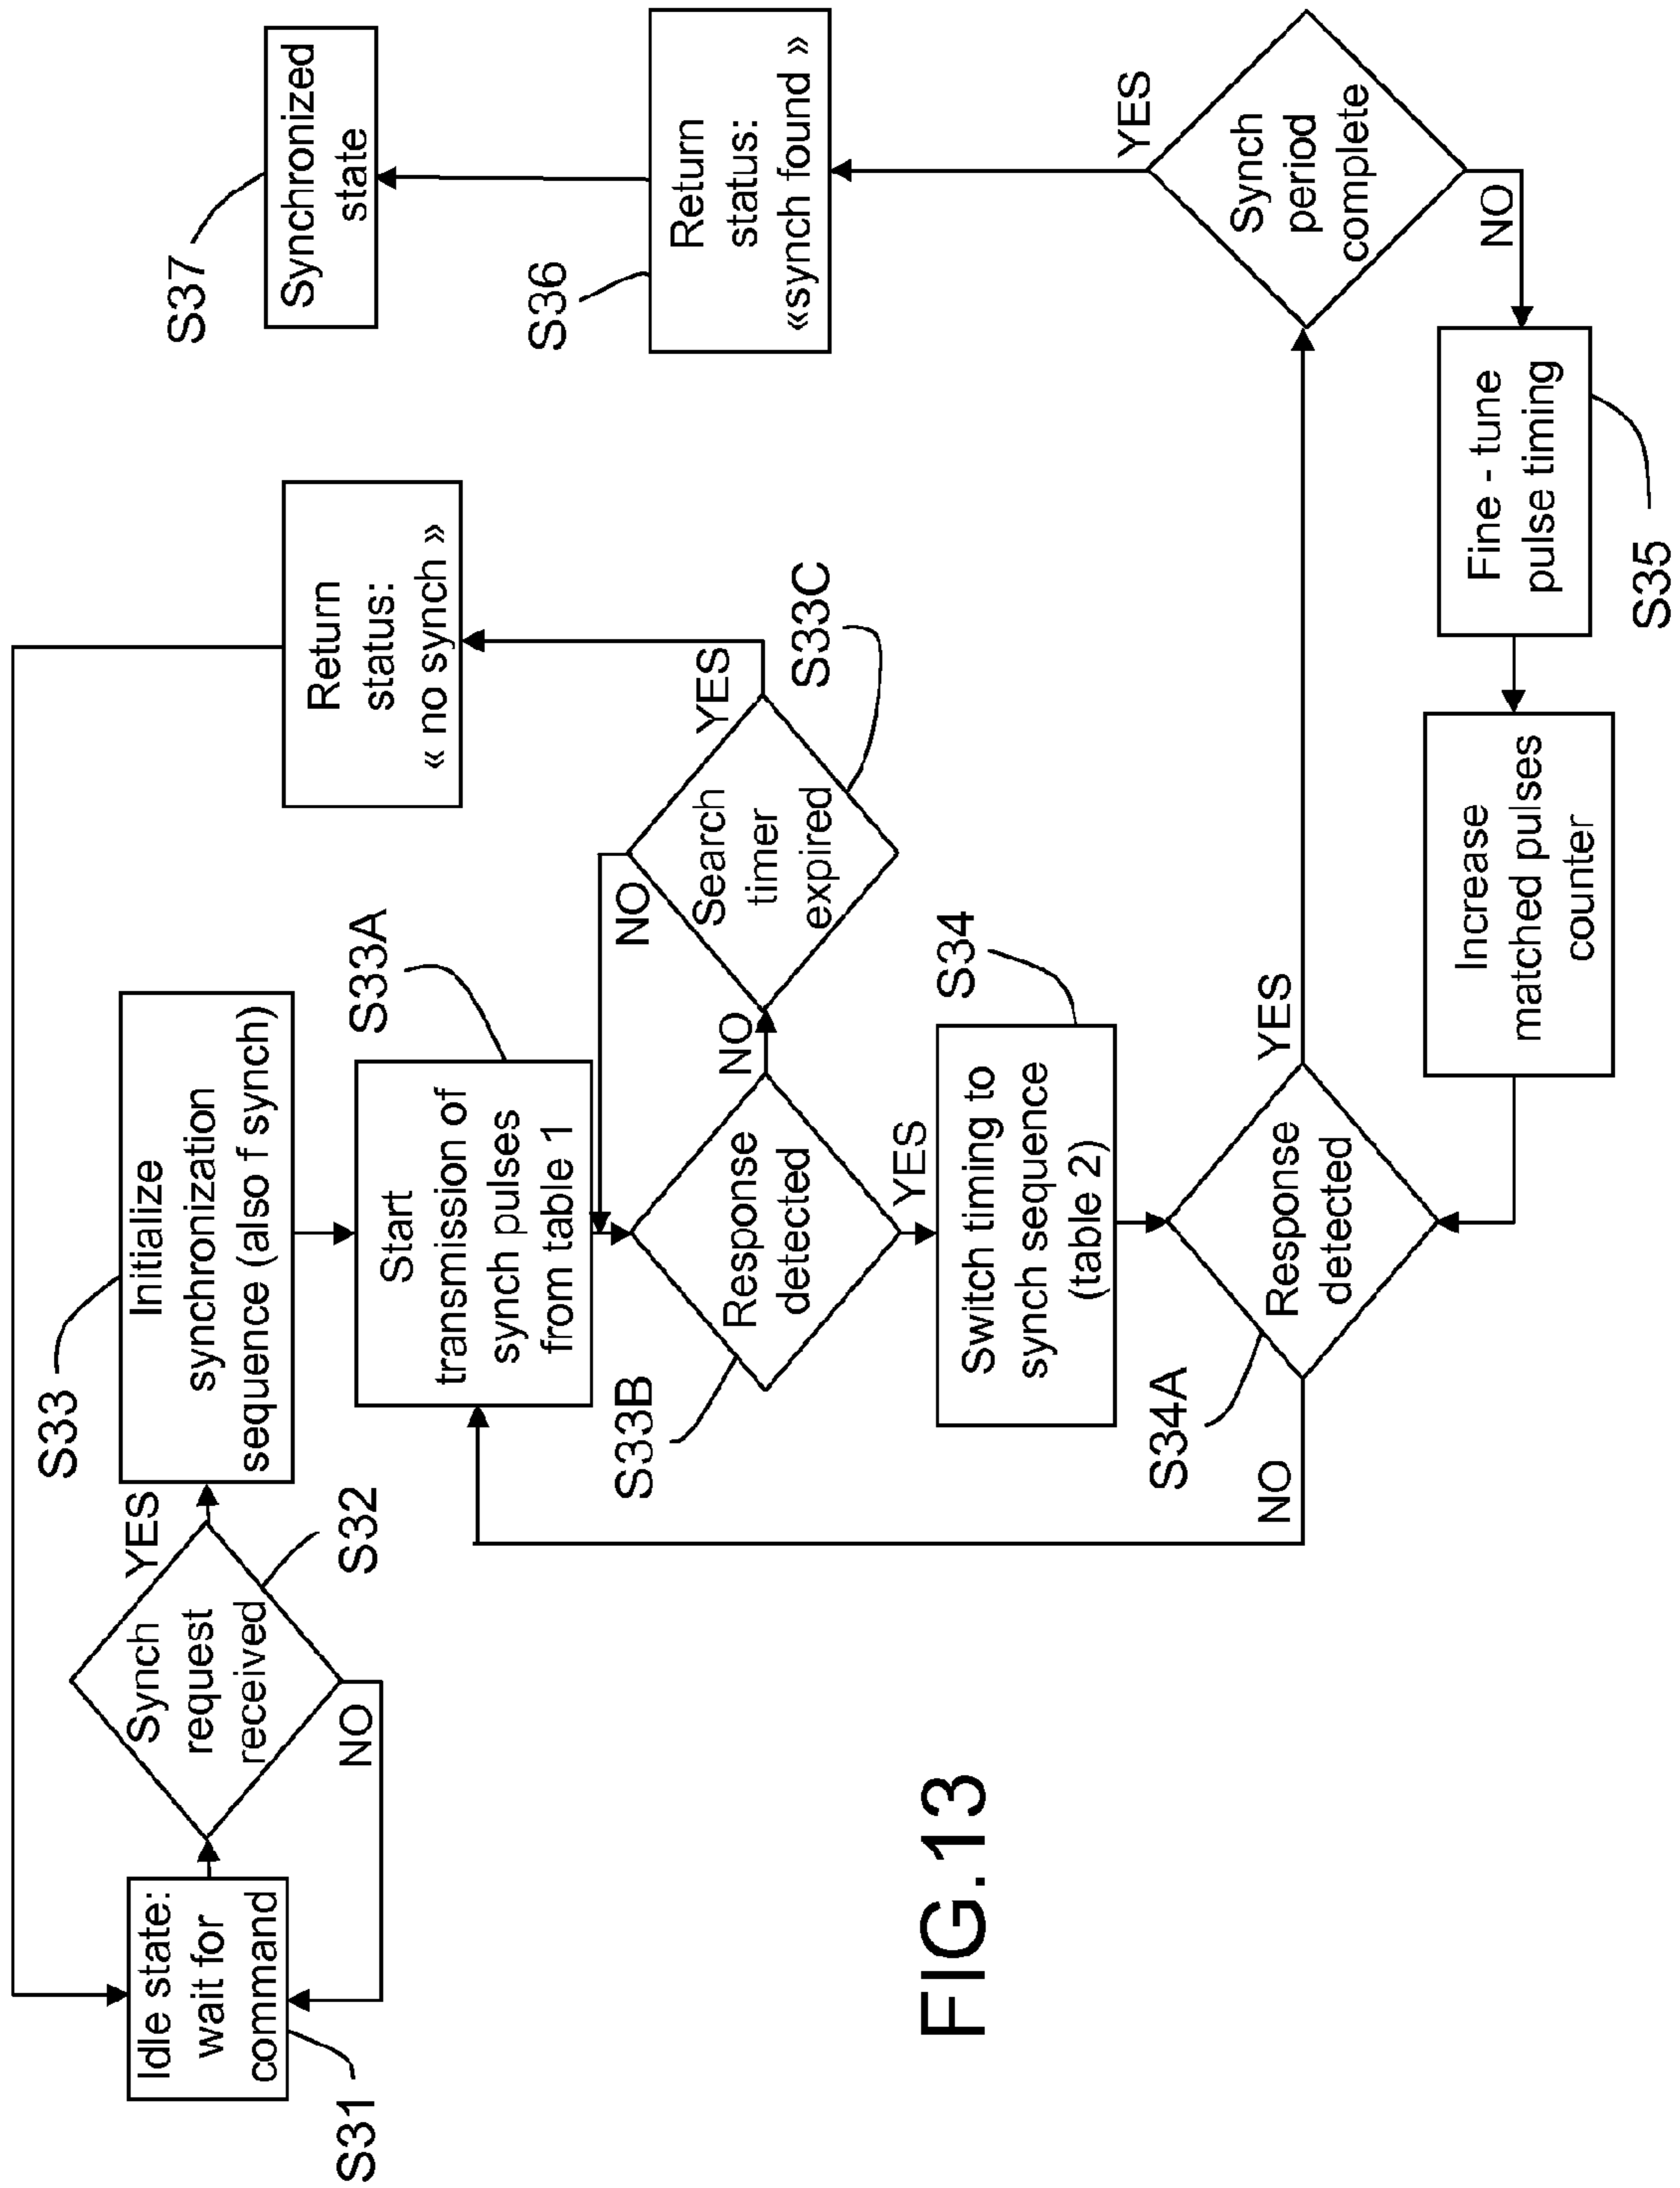 S31
Idle state:
wait for
command
Synch
request
received
YES
NO
S32
S33
Initialize
synchronization
sequence (also f synch)
S33A
Start
transmission of
synch pulses
from table 1
S33B
Response
detected
NO
YES
S33C
Search
timer
expired
NO
YES
Return
status:
« no synch »
S34
Switch timing to
synch sequence
(table 2)
S34A
Response
detected
NO
YES
Synch
period
complete
YES
NO
S35
Fine - tune
pulse timing
Increase
matched pulses
counter
S36
Return
status:
«synch found »
S37
Synchronized
state
FIG.13